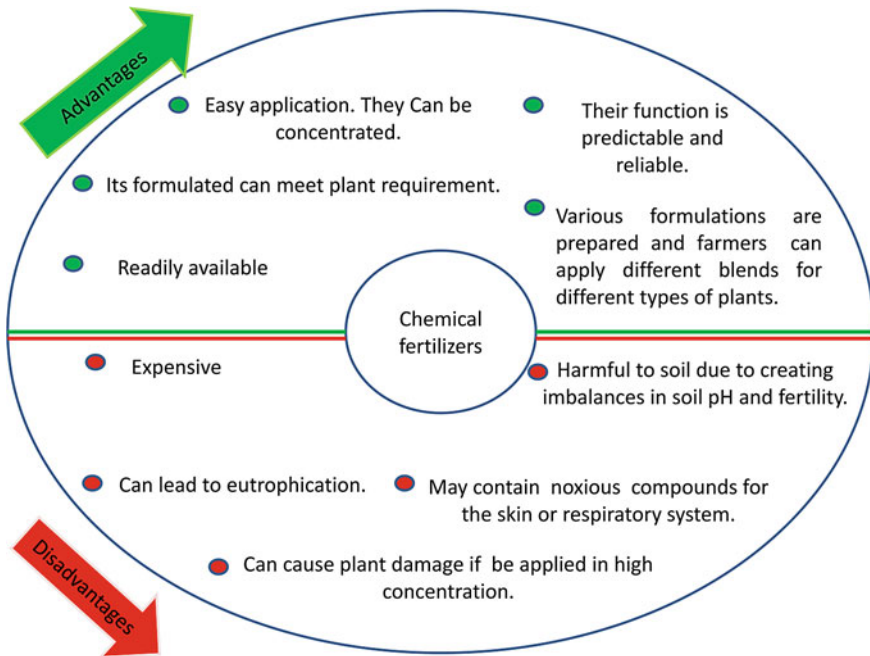 Advantages
Easy application. They Can be
concentrated.
Its formulated can meet plant requirement.
Readily available
Their function is
predictable and
reliable.
Various formulations are
prepared and farmers can
apply different blends for
different types of plants.
Chemical
fertilizers
Expensive
Harmful to soil due to creating
imbalances in soil pH and fertility.
Can lead to eutrophication.
May contain noxious compounds for
the skin or respiratory system.
Can cause plant damage if be applied in high
concentration.
Disadvantages